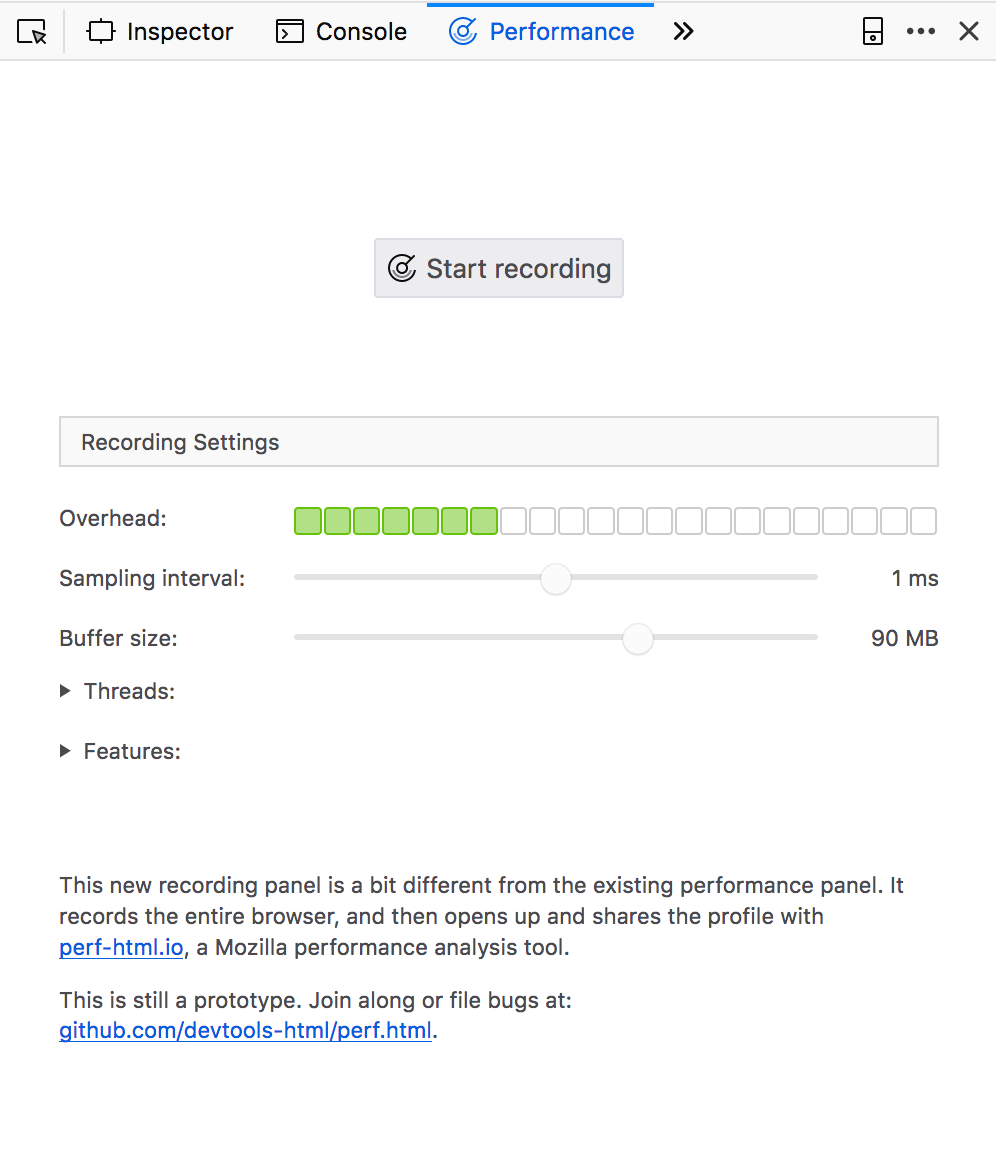 Inspector Console Performance
Start recording
Recording Settings
Overhead:
Sampling interval: 1 ms
Buffer size: 90 MB
Threads:
Features:
This new recording panel is a bit different from the existing performance panel. It
records the entire browser, and then opens up and shares the profile with
perf-html.io, a Mozilla performance analysis tool.
This is still a prototype. Join along or file bugs at:
github.com/devtools-html/perf.html.